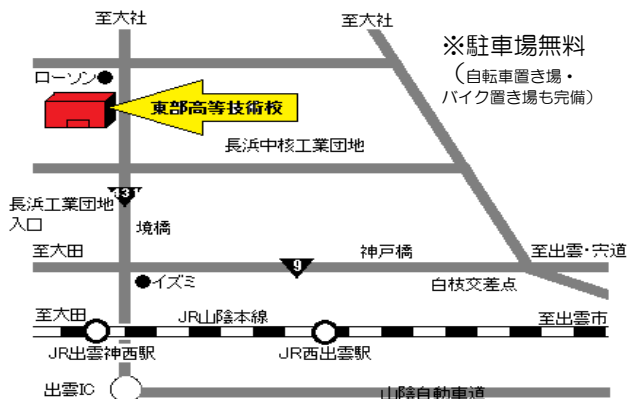 至大社
至大社
※駐車場無料
（自転車置き場・
バイク置き場も完備）
ローソン
東部高等技術校
長浜中核工業団地
431
長浜工業団地
入口
境橋
至大田
神戸橋
至出雲・宍道
9
イズミ
白枝交差点
至大田
JR山陰本線
至出雲市
JR出雲神西駅
JR西出雲駅
出雲IC
山陰自動車道